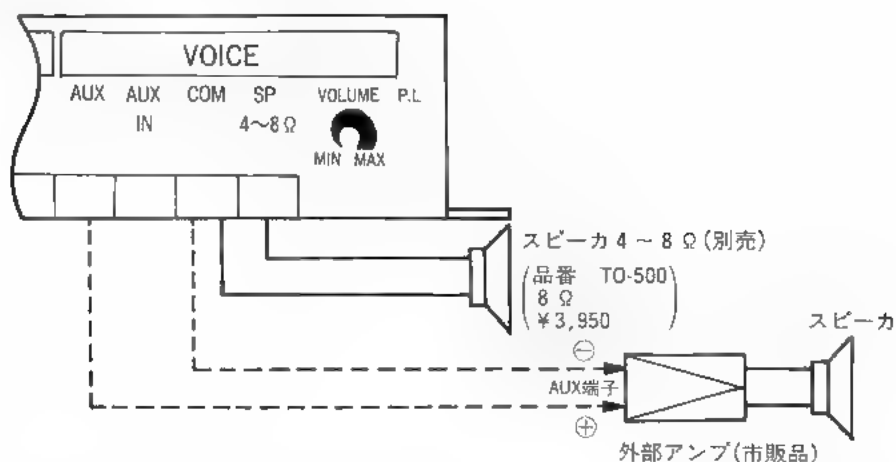 VOICE
AUX AUX COM SP VOLUME P.L
IN 4～8Ω
MIN MAX
スピーカ 4～8Ω(別売)
(品番 TO-500)
8Ω
¥3,950
スピーカ
⊖
AUX端子
⊕
外部アンプ(市販品)